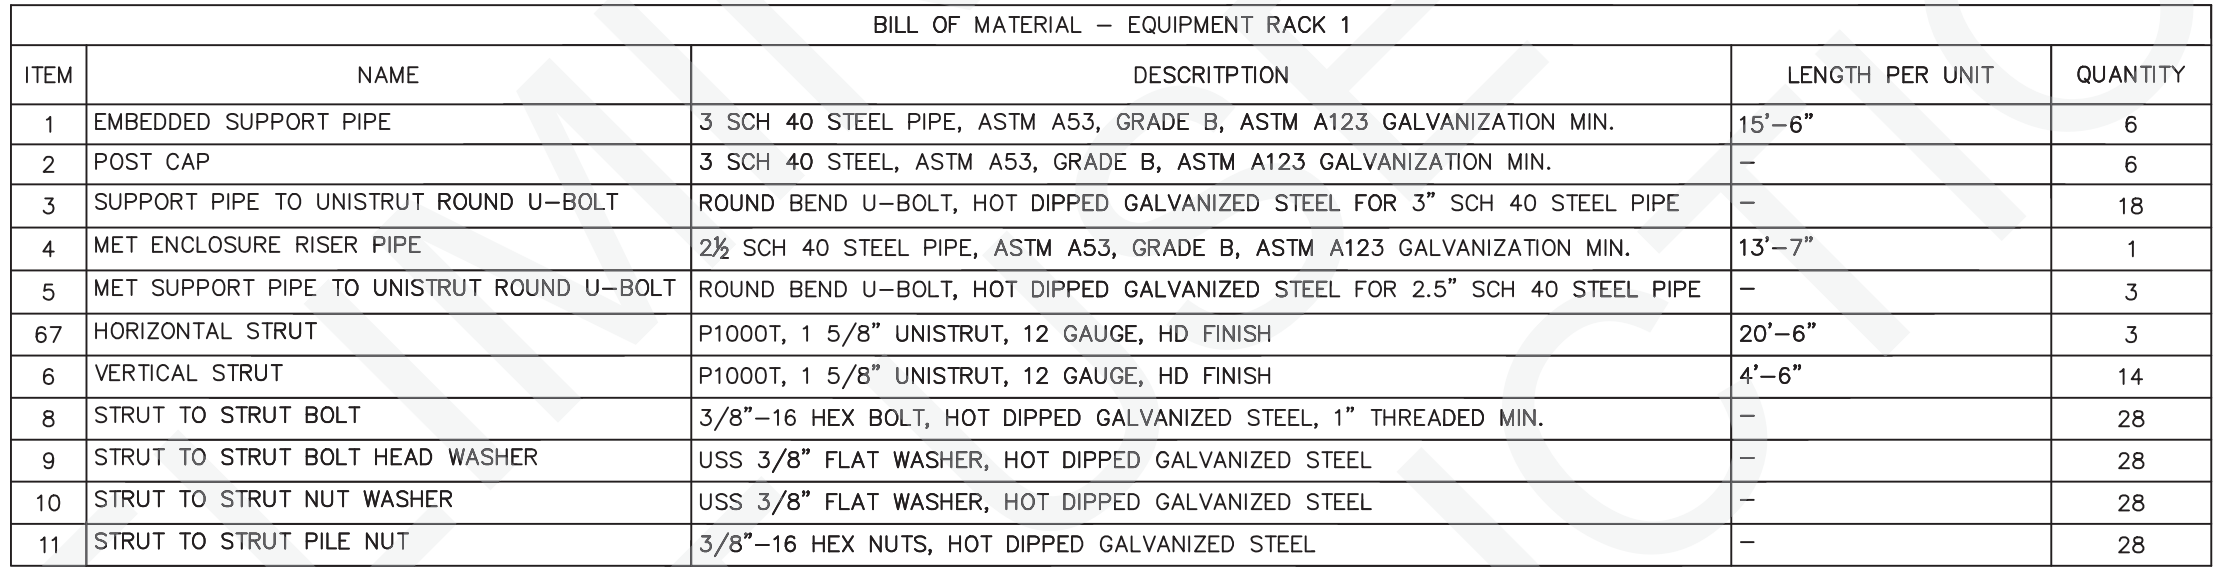 BILL OF MATERIAL – EQUIPMENT RACK 1
ITEM NAME DESCRITPTION LENGTH PER UNIT QUANTITY
1 EMBEDDED SUPPORT PIPE 3 SCH 40 STEEL PIPE, ASTM A53, GRADE B, ASTM A123 GALVANIZATION MIN. 15'–6" 6
2 POST CAP 3 SCH 40 STEEL, ASTM A53, GRADE B, ASTM A123 GALVANIZATION MIN. – 6
3 SUPPORT PIPE TO UNISTRUT ROUND U–BOLT ROUND BEND U–BOLT, HOT DIPPED GALVANIZED STEEL FOR 3" SCH 40 STEEL PIPE – 18
4 MET ENCLOSURE RISER PIPE 2½ SCH 40 STEEL PIPE, ASTM A53, GRADE B, ASTM A123 GALVANIZATION MIN. 13'–7" 1
5 MET SUPPORT PIPE TO UNISTRUT ROUND U–BOLT ROUND BEND U–BOLT, HOT DIPPED GALVANIZED STEEL FOR 2.5" SCH 40 STEEL PIPE – 3
67 HORIZONTAL STRUT P1000T, 1 5/8" UNISTRUT, 12 GAUGE, HD FINISH 20'–6" 3
6 VERTICAL STRUT P1000T, 1 5/8" UNISTRUT, 12 GAUGE, HD FINISH 4'–6" 14
8 STRUT TO STRUT BOLT 3/8"–16 HEX BOLT, HOT DIPPED GALVANIZED STEEL, 1" THREADED MIN. – 28
9 STRUT TO STRUT BOLT HEAD WASHER USS 3/8" FLAT WASHER, HOT DIPPED GALVANIZED STEEL – 28
10 STRUT TO STRUT NUT WASHER USS 3/8" FLAT WASHER, HOT DIPPED GALVANIZED STEEL – 28
11 STRUT TO STRUT PILE NUT 3/8"–16 HEX NUTS, HOT DIPPED GALVANIZED STEEL – 28